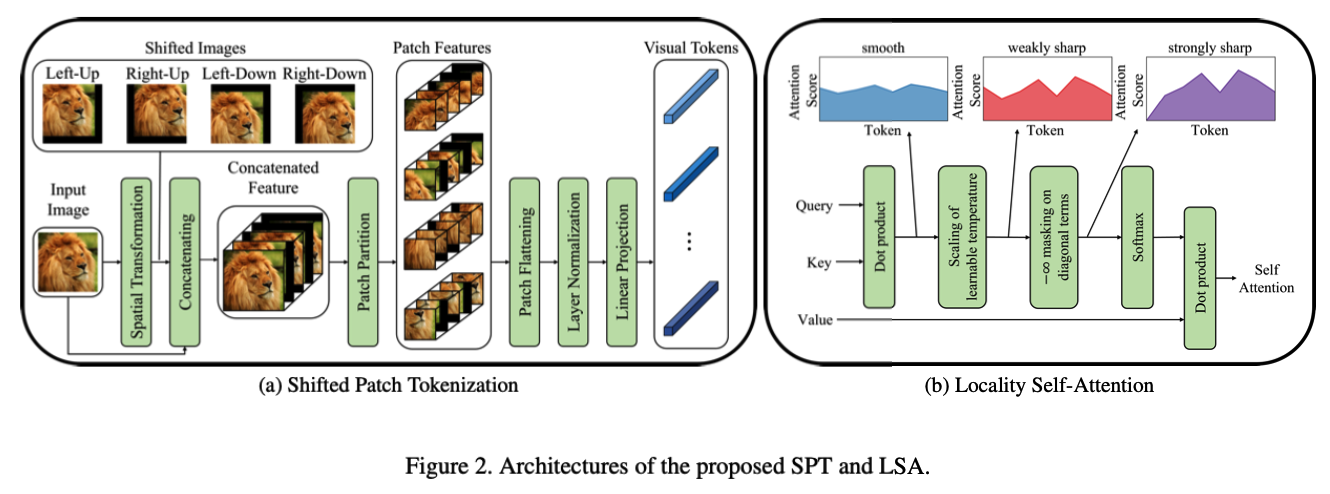 Shifted Images
Left-Up
Right-Up
Left-Down
Right-Down
Input
Image
Spatial Transformation
Concatenating
Concatenated
Feature
Patch Partition
Patch Features
Patch Flattening
Layer Normalization
Linear Projection
Visual Tokens
(a) Shifted Patch Tokenization
smooth
Attention
Score
Token
weakly sharp
Attention
Score
Token
strongly sharp
Attention
Score
Token
Query
Key
Value
Dot product
Scaling of
learnable temperature
−∞ masking on
diagonal terms
Softmax
Dot product
Self
Attention
(b) Locality Self-Attention
Figure 2. Architectures of the proposed SPT and LSA.